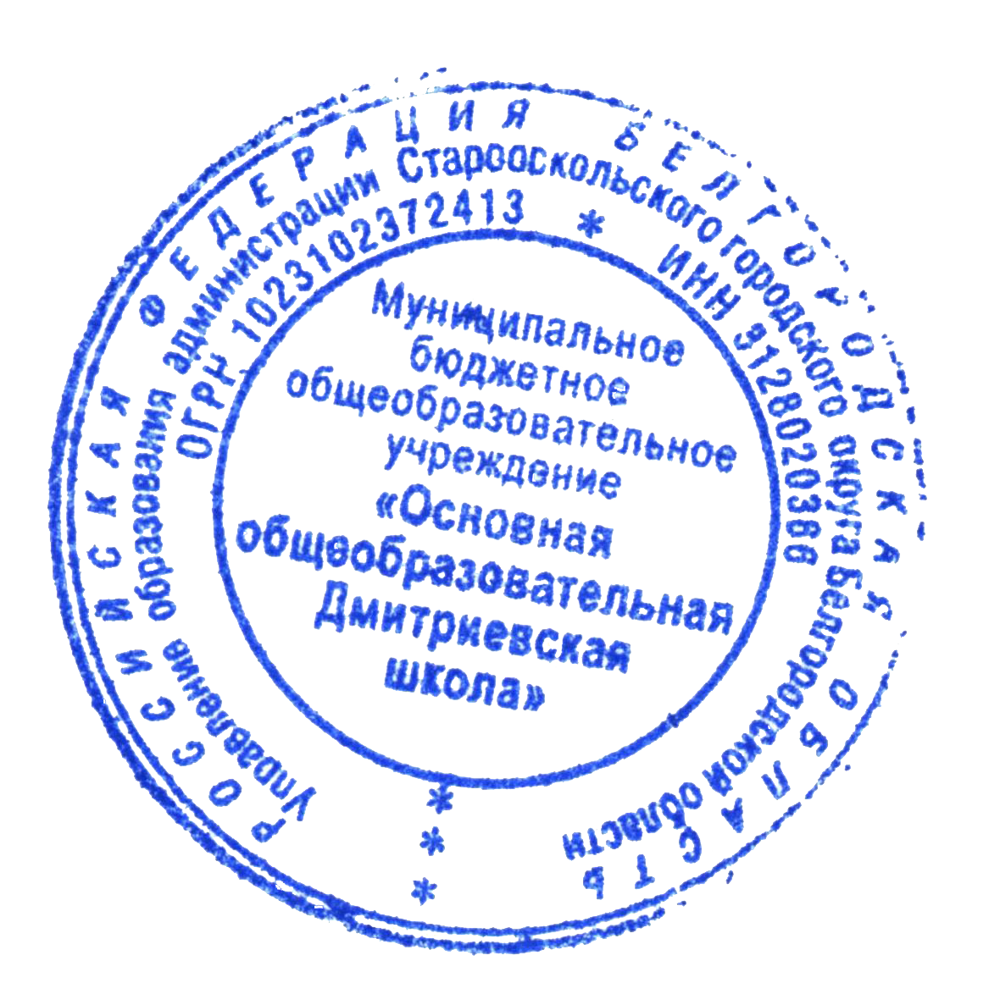 РОССИЙСКАЯ ФЕДЕРАЦИЯ БЕЛГОРОДСКАЯ ОБЛАСТЬ
Управление образования администрации Старооскольского городского округа Белгородской области
ОГРН 1023102372413 * ИНН 3128020386
Муниципальное
бюджетное
общеобразовательное
учреждение
«Основная
общеобразовательная
Дмитриевская
школа»
*
*
*